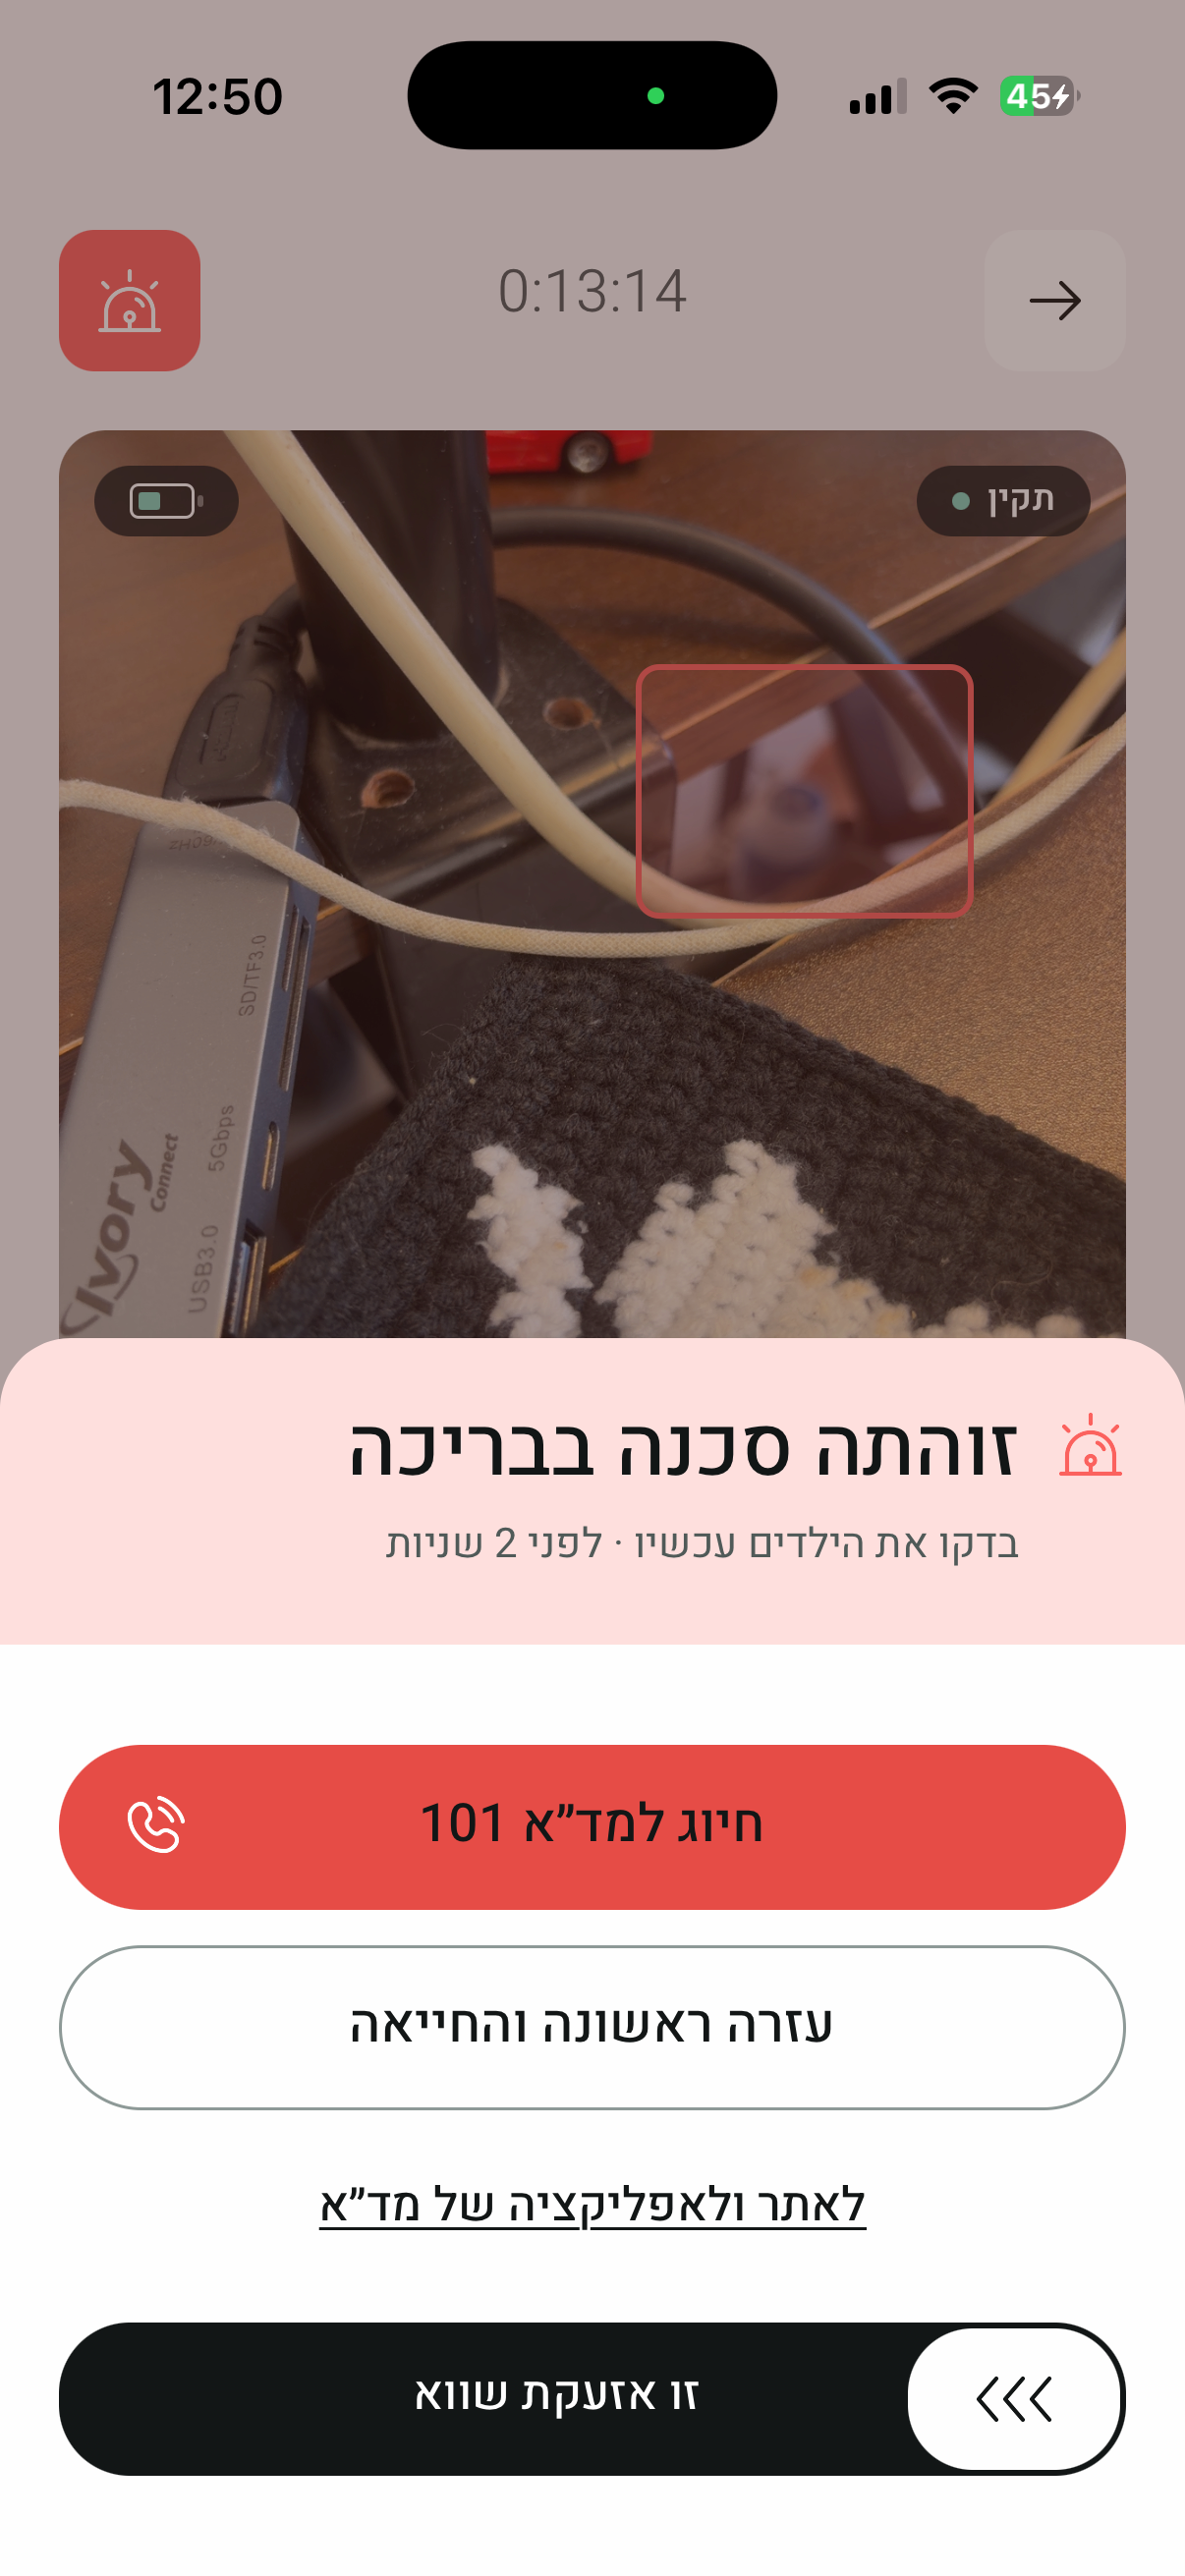 12:50
45
0:13:14
תקין
60Hz
SD/TF3.0
5Gbps
USB3.0
Ivory
Connect
זוהתה סכנה בבריכה
בדקו את הילדים עכשיו · לפני 2 שניות
חיוג למד״א 101
עזרה ראשונה והחייאה
לאתר ולאפליקציה של מד״א
זו אזעקת שווא